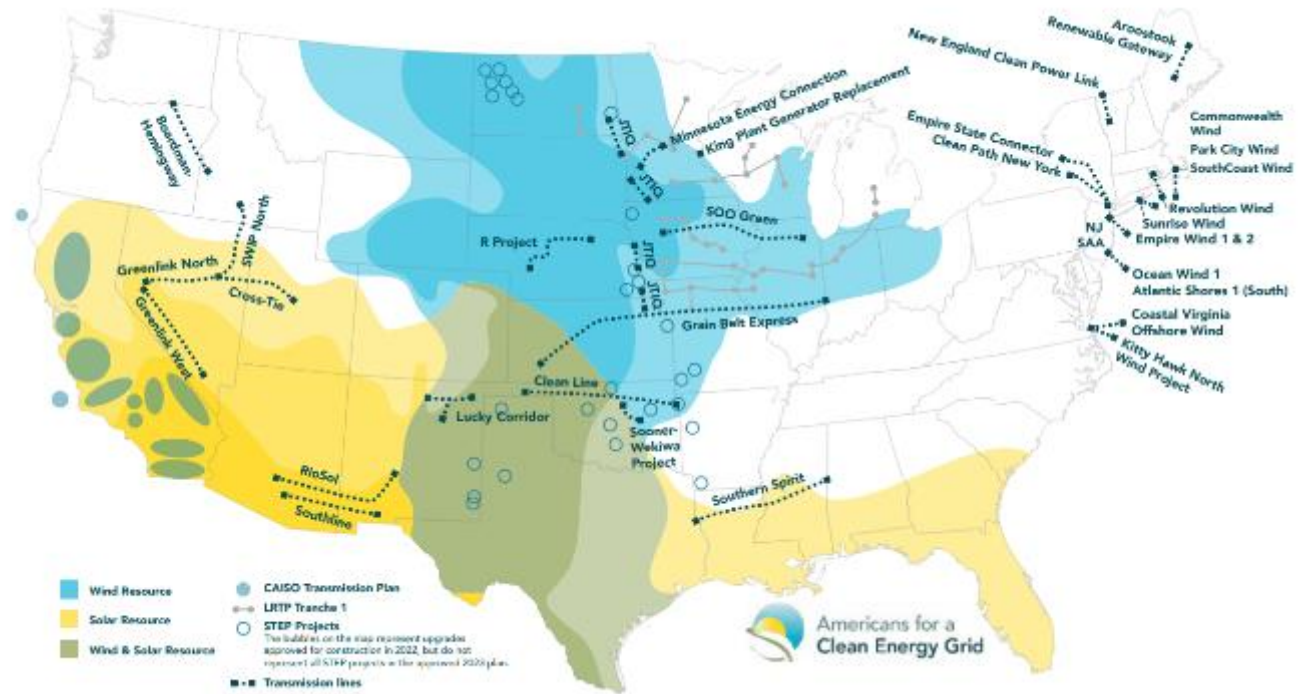 Aroostook
Renewable Gateway
New England Clean Power Link
Minnesota Energy Connection
King Plant Generator Replacement
Empire State Connector
Clean Path New York
Commonwealth
Wind
Park City Wind
SouthCoast Wind
Revolution Wind
Sunrise Wind
Empire Wind 1 & 2
NJ
SAA
Ocean Wind 1
Atlantic Shores 1 (South)
Coastal Virginia
Offshore Wind
Kitty Hawk North
Wind Project
Boardman-
Hemingway
SWIP North
Greenlink North
Cross-Tie
Greenlink West
JTIQ
JTIQ
JTIQ
JTIQ
R Project
SOO Green
Grain Belt Express
Clean Line
Lucky Corridor
Sooner-
Wekiwa
Project
RioSol
Southline
Southern Spirit
Wind Resource
Solar Resource
Wind & Solar Resource
CAISO Transmission Plan
LRTP Tranche 1
STEP Projects
The bubbles on the map represent upgrades
approved for construction in 2022, but do not
represent all STEP projects in the approved 2023 plan.
Transmission lines
Americans for a
Clean Energy Grid